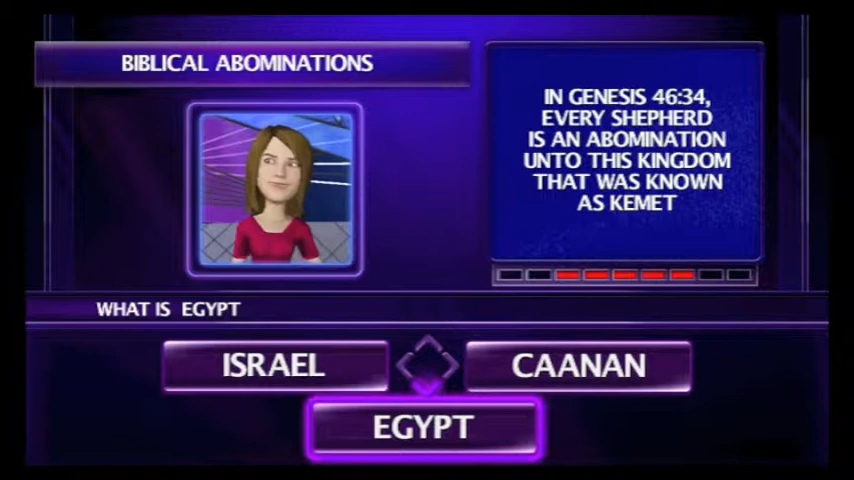 BIBLICAL ABOMINATIONS
IN GENESIS 46:34,
EVERY SHEPHERD
IS AN ABOMINATION
UNTO THIS KINGDOM
THAT WAS KNOWN
AS KEMET
WHAT IS EGYPT
ISRAEL
CAANAN
EGYPT